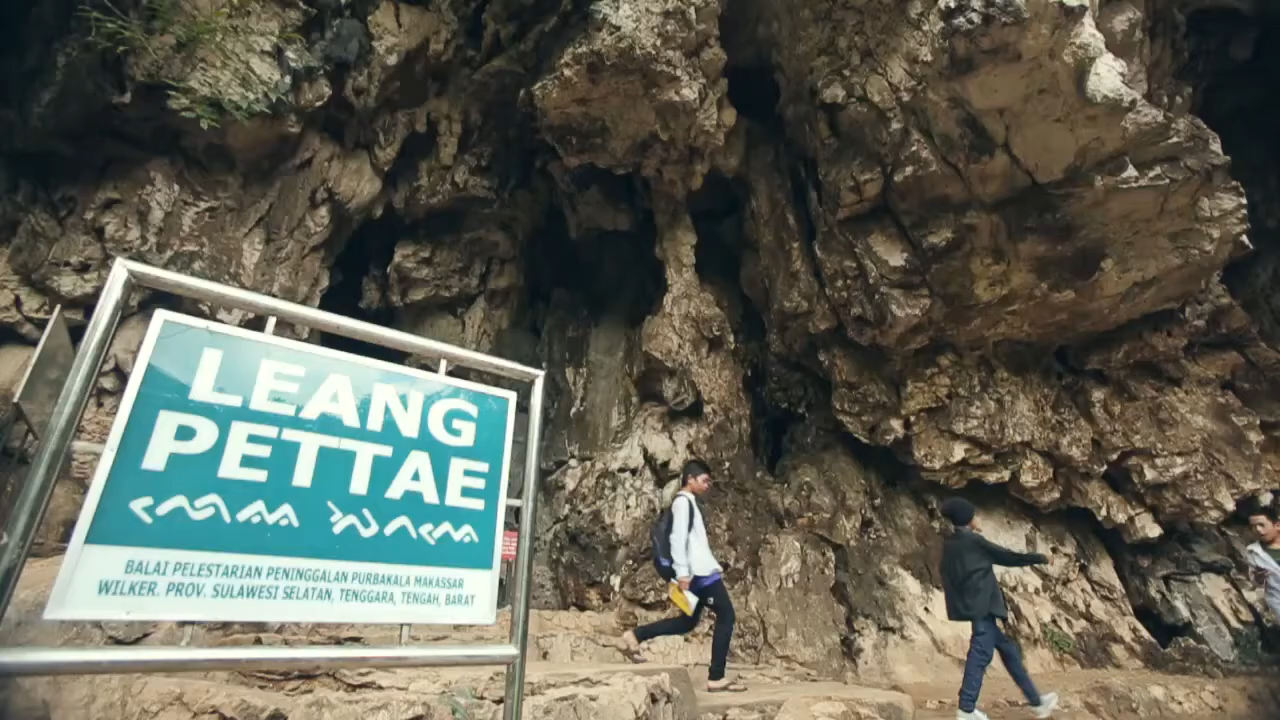 LEANG
PETTAE
BALAI PELESTARIAN PENINGGALAN PURBAKALA MAKASSAR
WILKER. PROV. SULAWESI SELATAN, TENGGARA, TENGAH, BARAT